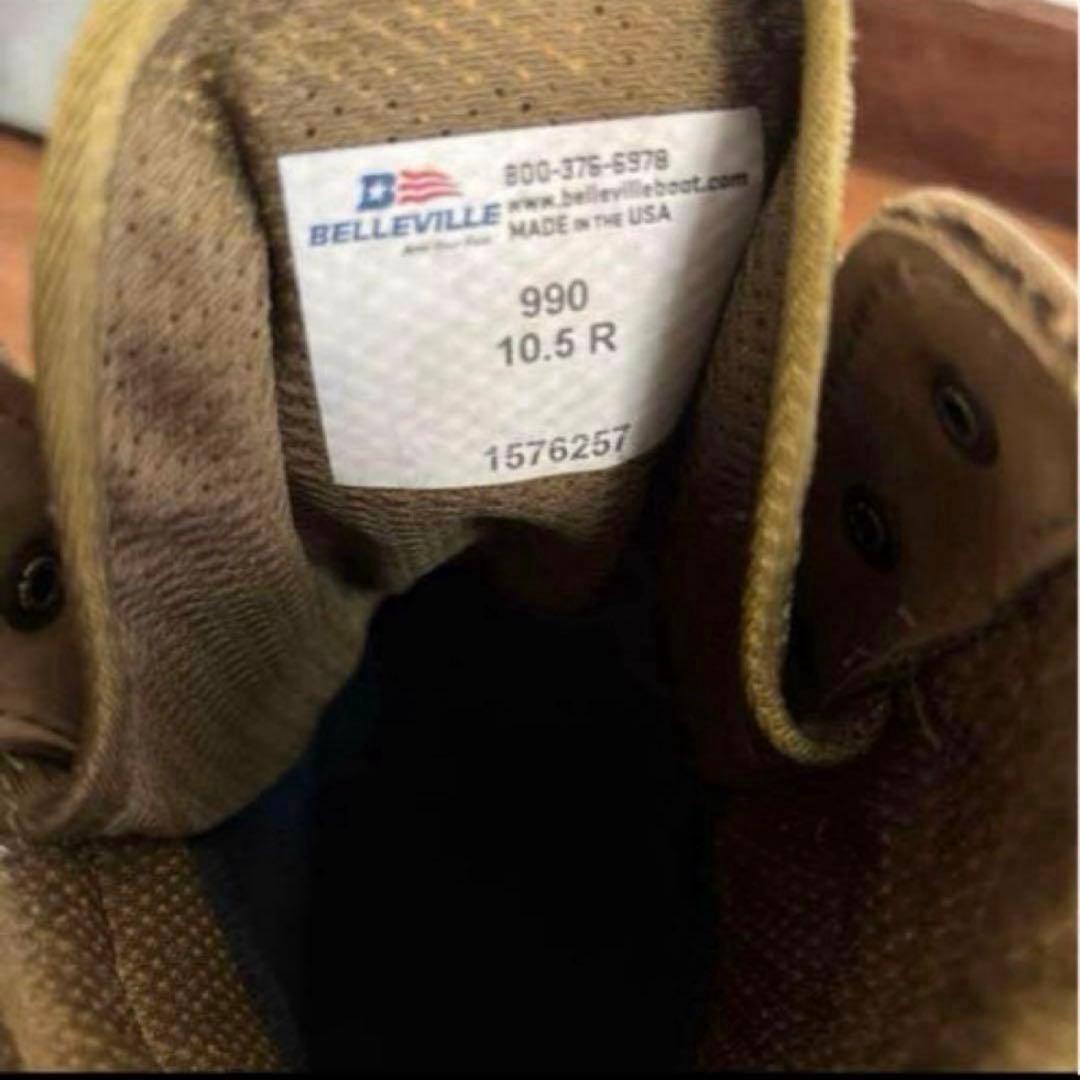 B
BELLEVILLE
800-376-6978
www.bellevilleboot.com
MADE IN THE USA
990
10.5 R
1576257